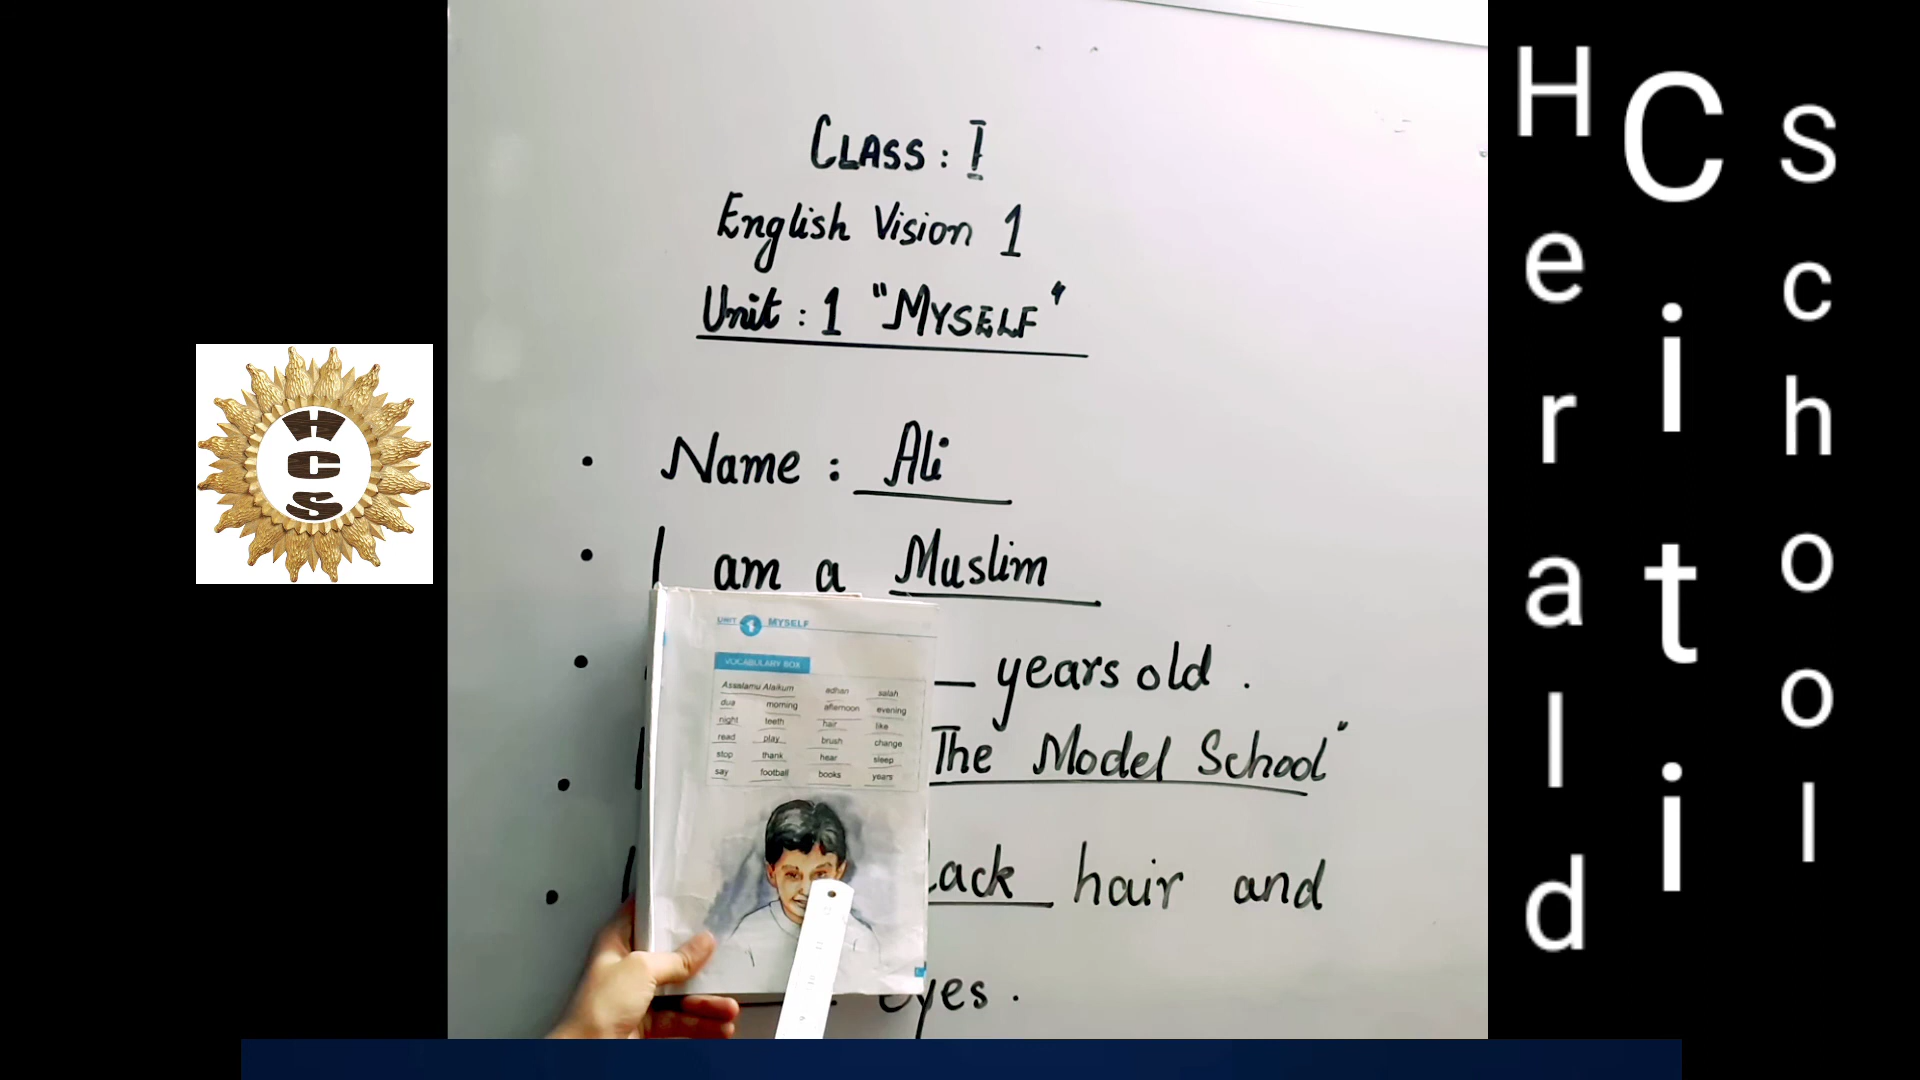 CLASS : I
English Vision 1
Unit : 1 "MYSELF"
• Name : Ali
• I am a Muslim
• years old .
• The Model School"
• lack hair and
eyes .
UNIT 1 MYSELF
VOCABULARY BOX
Assalamu Alaikum adhan salah
dua morning afternoon evening
night teeth hair like
read play brush change
stop thank hear sleep
say football books years
H
C
S
Herald
Citi
School